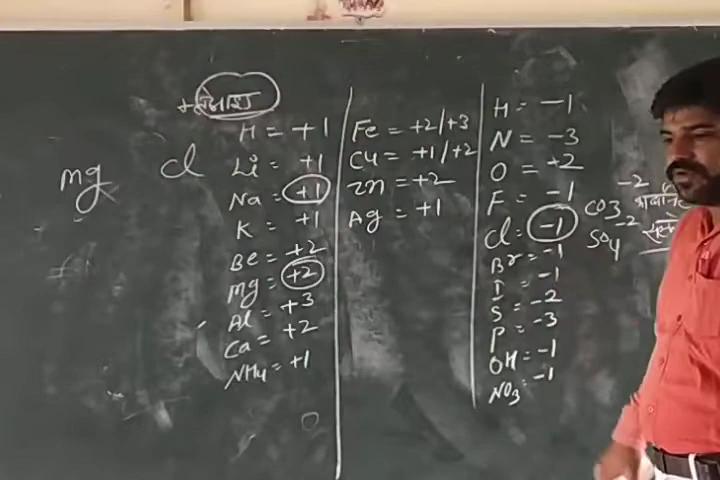 mg cl
H = +1
Li = +1
Na = +1
K = +1
Be = +2
Mg = +2
Al = +3
Ca = +2
NH4 = +1
Fe = +2/+3
Cu = +1/+2
Zn = +2
Ag = +1
H = -1
N = -3
O = +2
F = -1
Cl = -1
Br = -1
I = -1
S = -2
P = -3
OH = -1
NO3 = -1
CO3 -2
SO4 -2